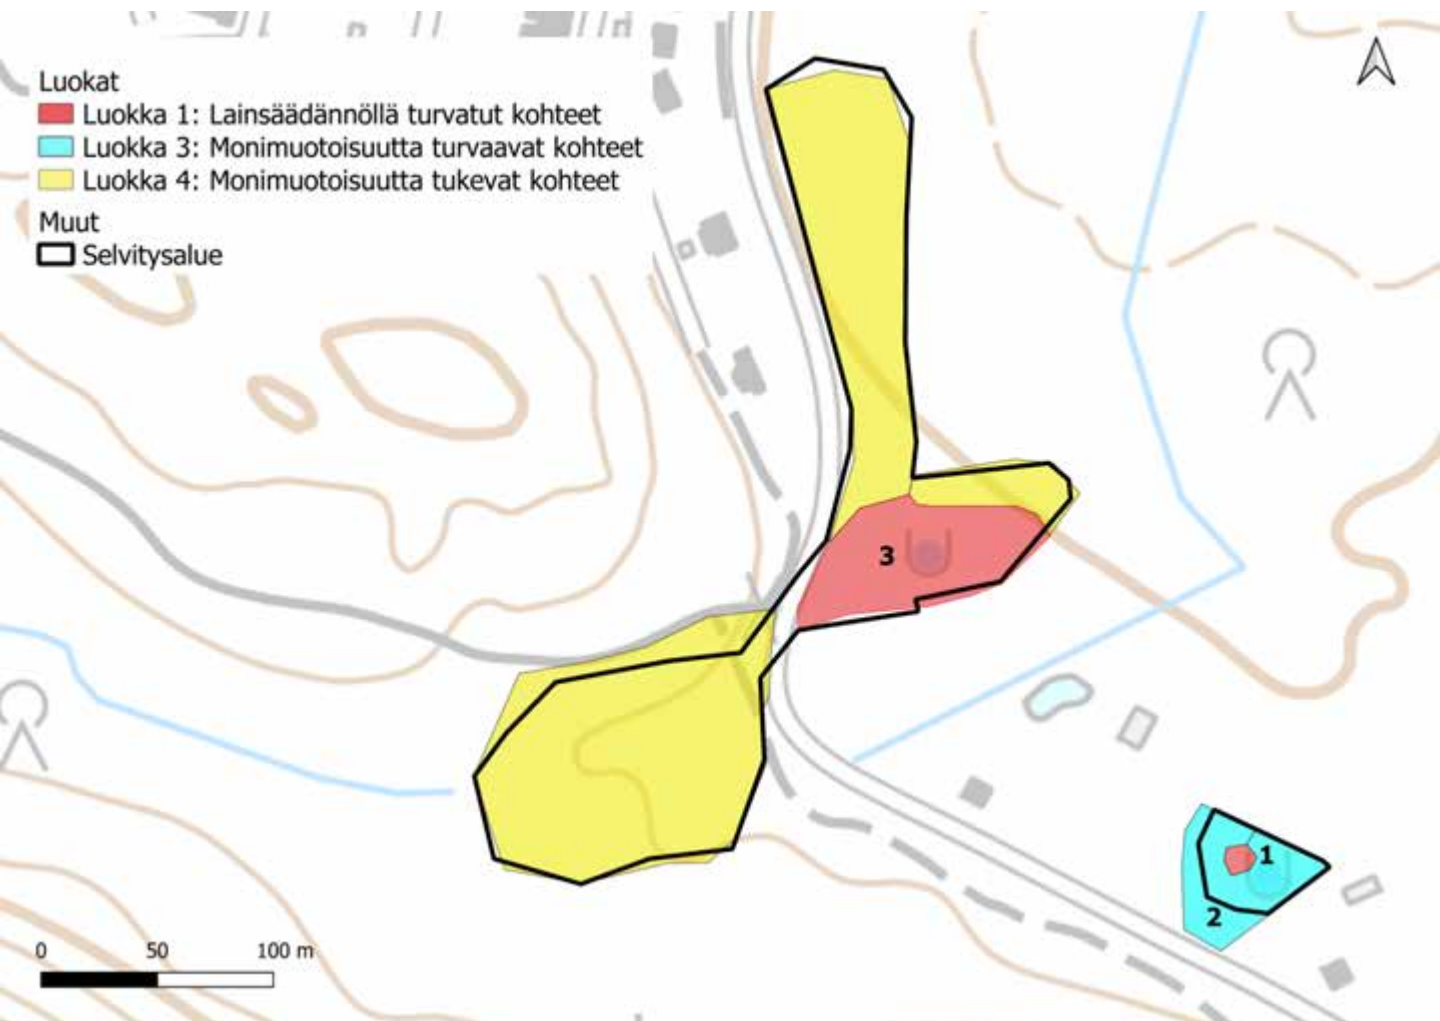 Luokat
Luokka 1: Lainsäädännöllä turvatut kohteet
Luokka 3: Monimuotoisuutta turvaavat kohteet
Luokka 4: Monimuotoisuutta tukevat kohteet
Muut
Selvitysalue
3
1
2
0 50 100 m